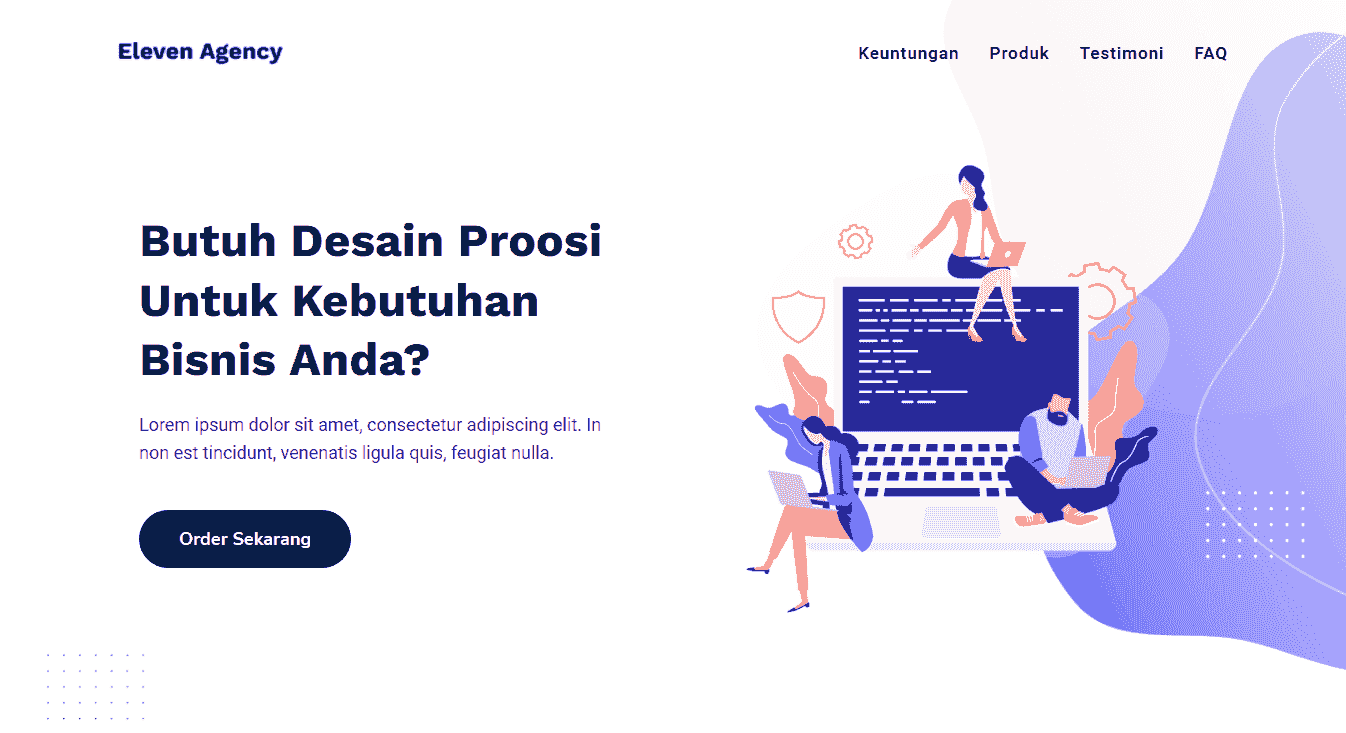 Eleven Agency
Keuntungan Produk Testimoni FAQ
Butuh Desain Proosi
Untuk Kebutuhan
Bisnis Anda?
Lorem ipsum dolor sit amet, consectetur adipiscing elit. In
non est tincidunt, venenatis ligula quis, feugiat nulla.
Order Sekarang